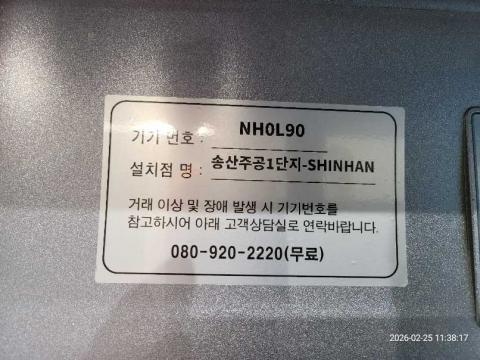 기기 번호 : NH0L90
설치점 명 : 송산주공1단지-SHINHAN
거래 이상 및 장애 발생 시 기기번호를
참고하시어 아래 고객상담실로 연락바랍니다.
080-920-2220(무료)
2026-02-25 11:38:17